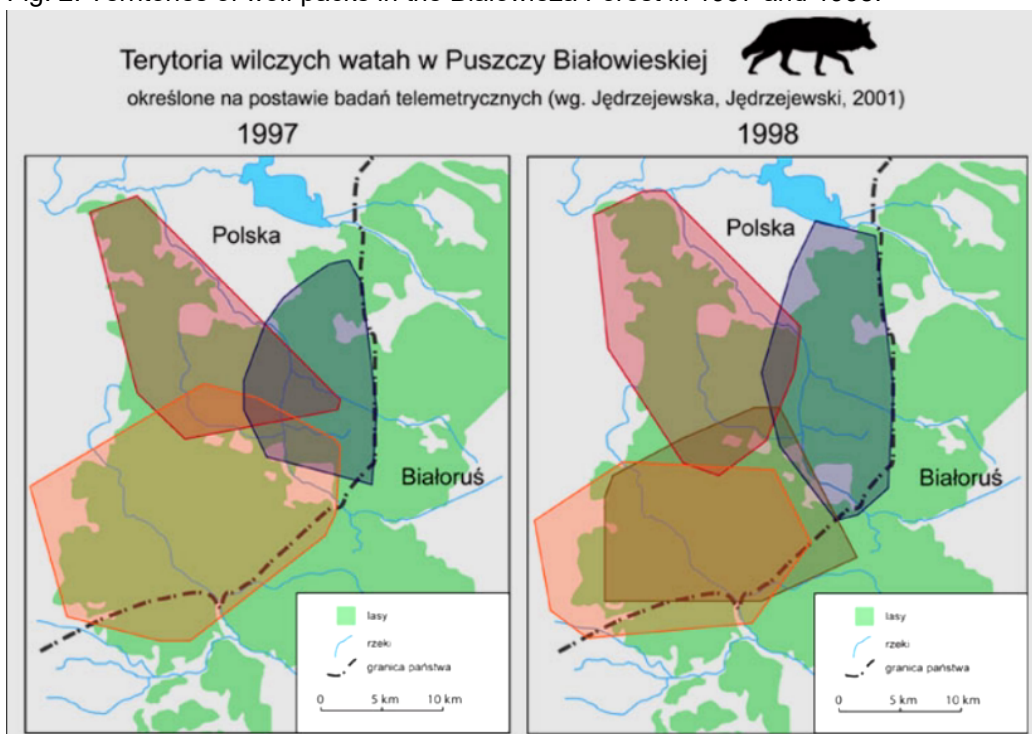 Fig. 2. Territories of wolf packs in the Białowieża Forest in 1997 and 1998.
Terytoria wilczych watah w Puszczy Białowieskiej
określone na postawie badań telemetrycznych (wg. Jędrzejewska, Jędrzejewski, 2001)
1997
1998
Polska
Białoruś
lasy
rzeki
granica państwa
0 5 km 10 km
Polska
Białoruś
lasy
rzeki
granica państwa
0 5 km 10 km